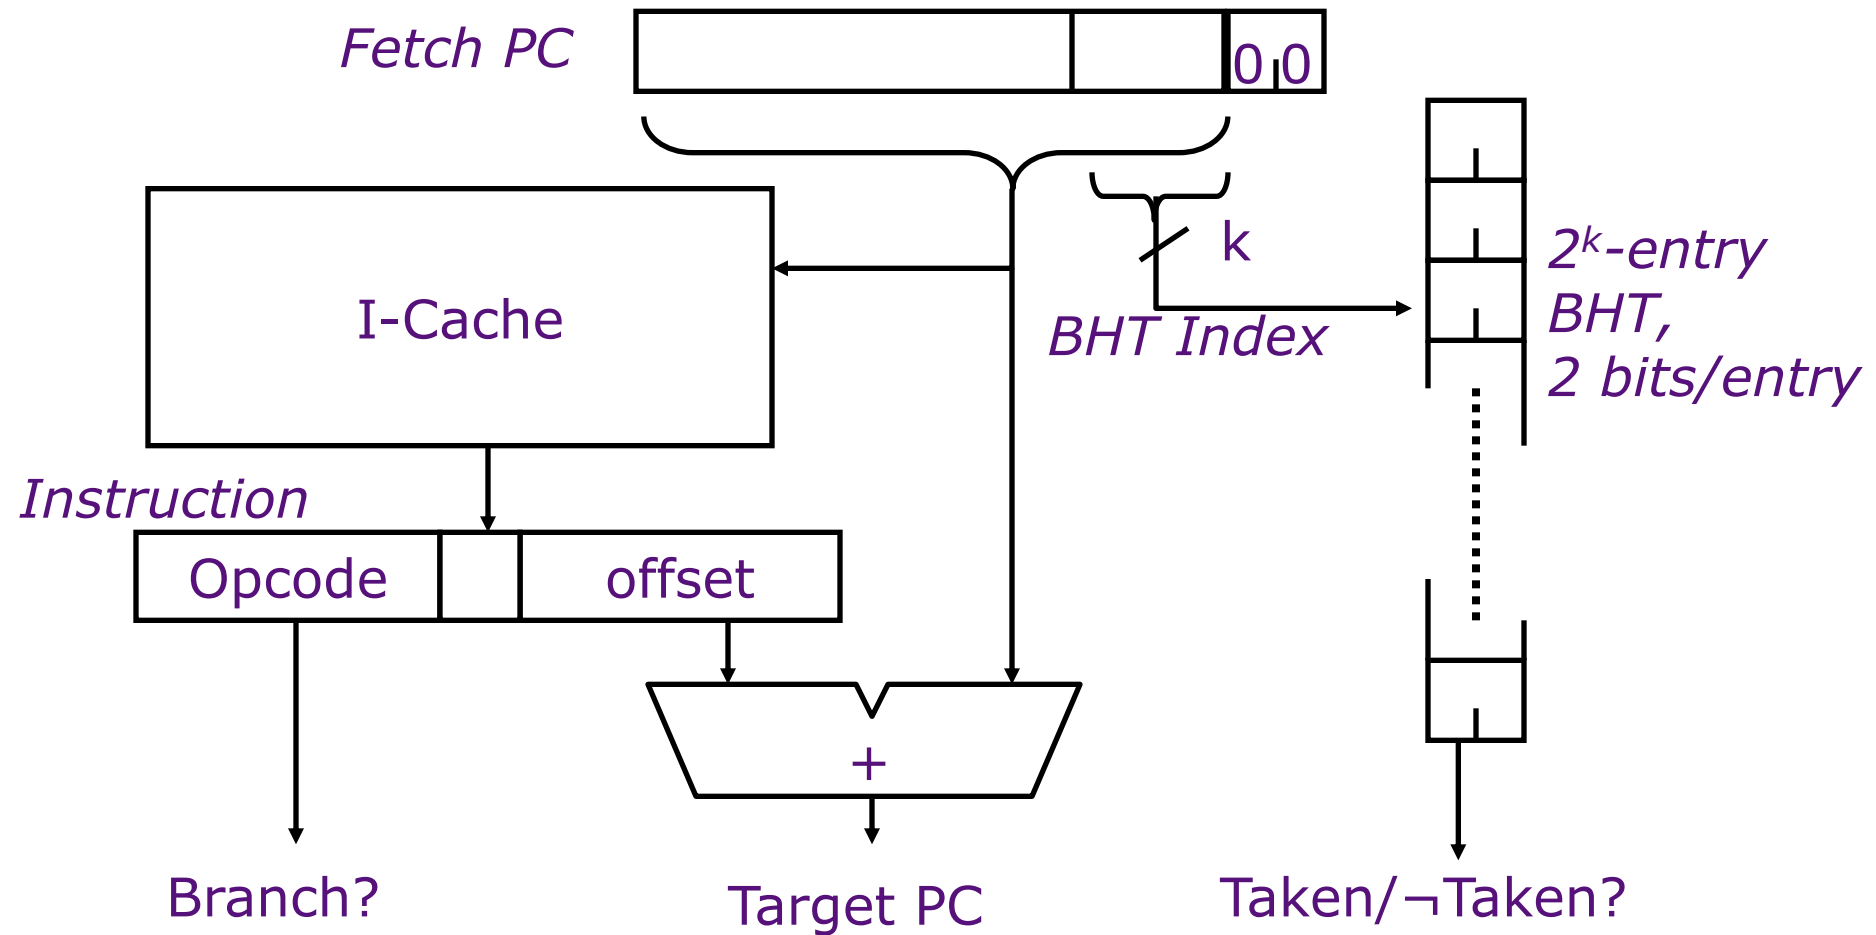 Fetch PC
0 0
k
2ᵏ-entry
BHT,
2 bits/entry
I-Cache
BHT Index
Instruction
Opcode
offset
+
Branch?
Target PC
Taken/¬Taken?